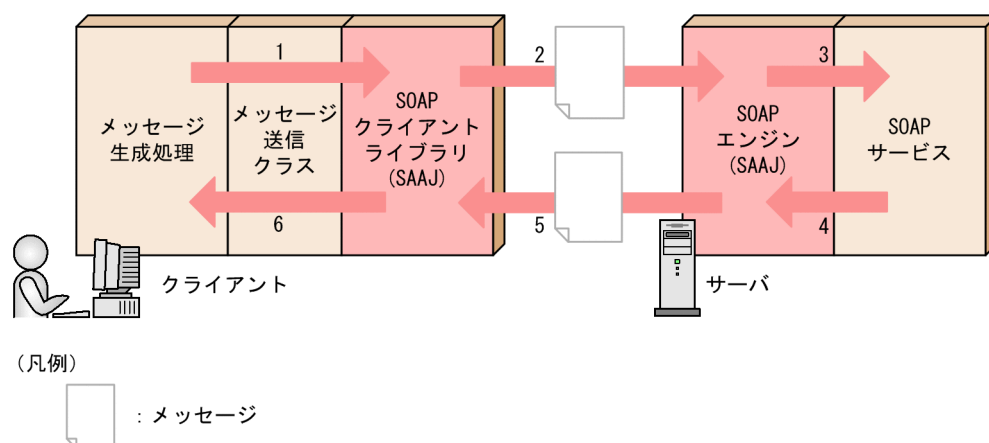 1
2
3
メッセージ
生成処理
メッセージ
送信
クラス
SOAP
クライアント
ライブラリ
(SAAJ)
SOAP
エンジン
(SAAJ)
SOAP
サービス
6
5
4
クライアント
サーバ
(凡例)
: メッセージ